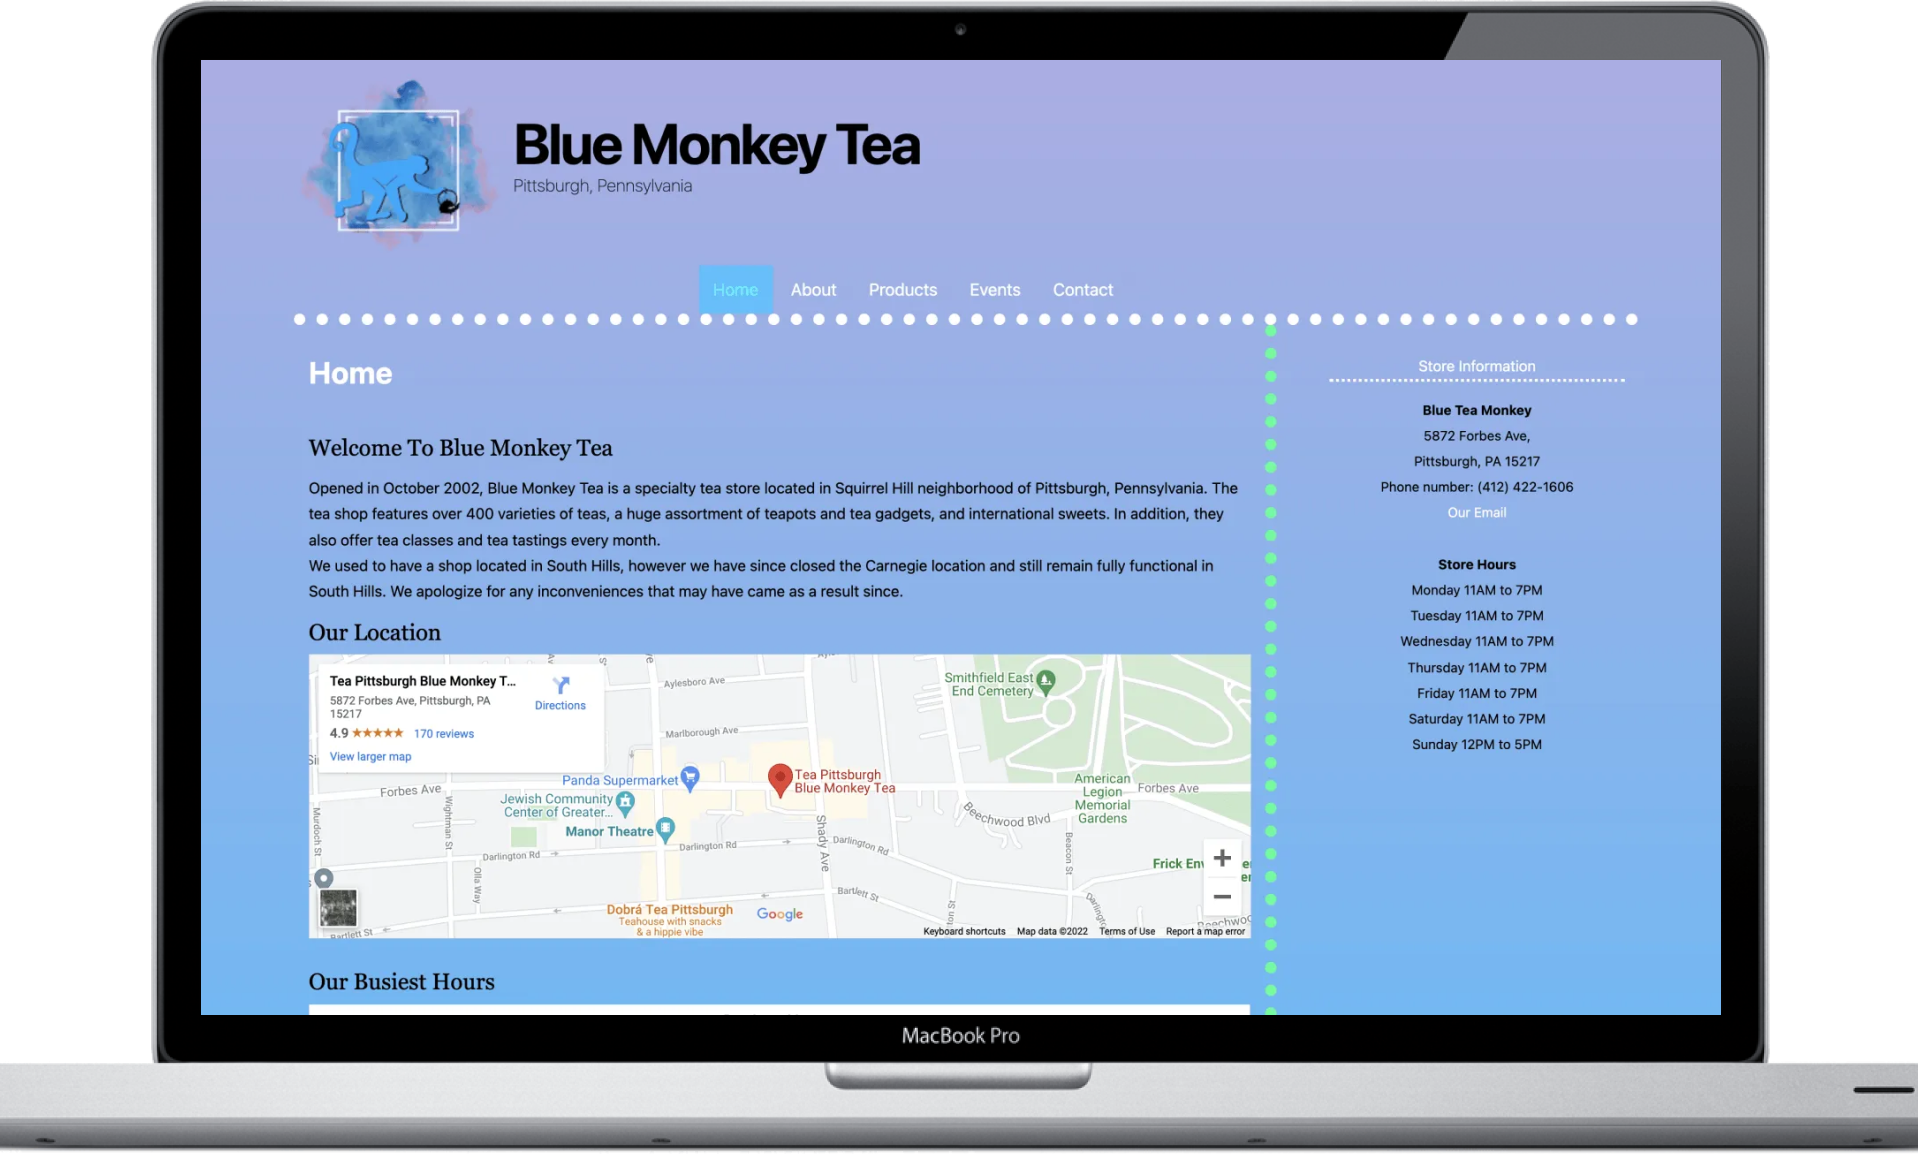 Blue Monkey Tea
Pittsburgh, Pennsylvania
Home
About
Products
Events
Contact
Home
Welcome To Blue Monkey Tea
Opened in October 2002, Blue Monkey Tea is a specialty tea store located in Squirrel Hill neighborhood of Pittsburgh, Pennsylvania. The
tea shop features over 400 varieties of teas, a huge assortment of teapots and tea gadgets, and international sweets. In addition, they
also offer tea classes and tea tastings every month.
We used to have a shop located in South Hills, however we have since closed the Carnegie location and still remain fully functional in
South Hills. We apologize for any inconveniences that may have came as a result since.
Our Location
Tea Pittsburgh Blue Monkey T...
5872 Forbes Ave, Pittsburgh, PA
15217
4.9 ★★★★★ 170 reviews
View larger map
Directions
Aylesboro Ave
Marlborough Ave
Smithfield East
End Cemetery
Panda Supermarket
Tea Pittsburgh
Blue Monkey Tea
Forbes Ave
Jewish Community
Center of Greater...
Manor Theatre
American
Legion
Memorial
Gardens
Forbes Ave
Beechwood Blvd
Murdoch St
Wightman St
Shady Ave
Beacon St
Darlington Rd
Darlington Rd
Darlington Rd
Olla Way
Bartlett St
Bartlett St
Dobrá Tea Pittsburgh
Teahouse with snacks
& a hippie vibe
Google
Keyboard shortcuts
Map data ©2022
Terms of Use
Report a map error
Our Busiest Hours
Store Information
Blue Tea Monkey
5872 Forbes Ave,
Pittsburgh, PA 15217
Phone number: (412) 422-1606
Our Email
Store Hours
Monday 11AM to 7PM
Tuesday 11AM to 7PM
Wednesday 11AM to 7PM
Thursday 11AM to 7PM
Friday 11AM to 7PM
Saturday 11AM to 7PM
Sunday 12PM to 5PM
MacBook Pro